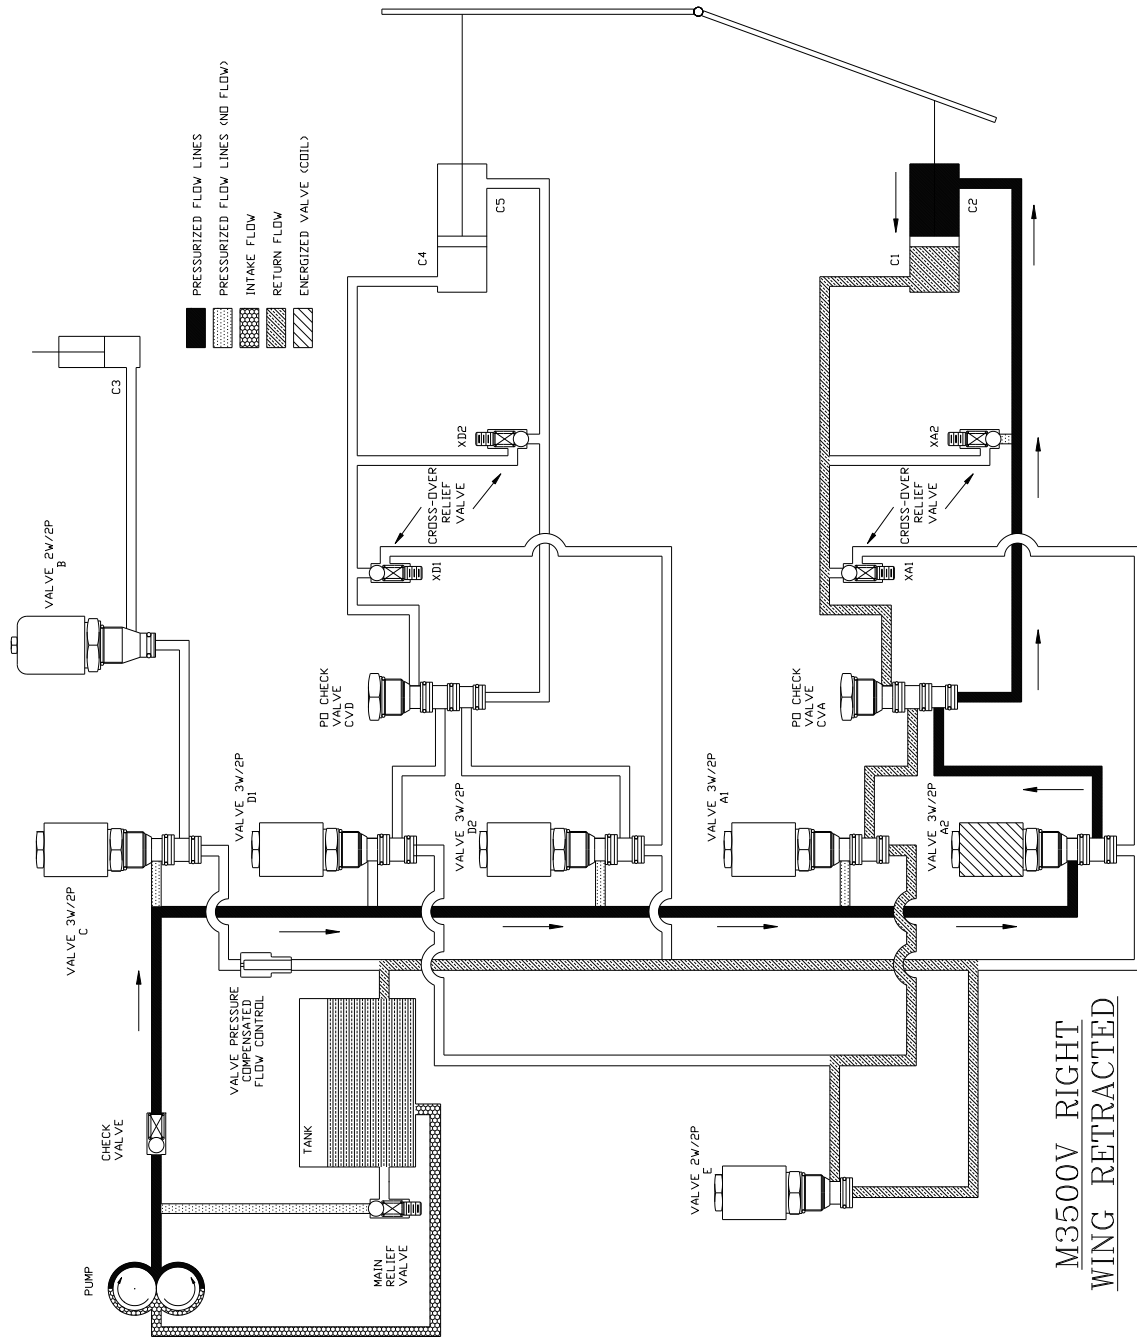 PRESSURIZED FLOW LINES
PRESSURIZED FLOW LINES (NO FLOW)
INTAKE FLOW
RETURN FLOW
ENERGIZED VALVE (COIL)
C3
VALVE 2W/2P
B
C4
C5
C1
C2
XD2
XD1
CROSS-OVER
RELIEF
VALVE
XA2
XA1
CROSS-OVER
RELIEF
VALVE
PO CHECK
VALVE
CVD
PO CHECK
VALVE
CVA
VALVE 3W/2P
C
VALVE 3W/2P
D1
VALVE 3W/2P
D2
VALVE 3W/2P
A1
VALVE 3W/2P
A2
VALVE PRESSURE
COMPENSATED
FLOW CONTROL
TANK
CHECK
VALVE
PUMP
MAIN
RELIEF
VALVE
VALVE 2W/2P
E
M3500V RIGHT
WING RETRACTED